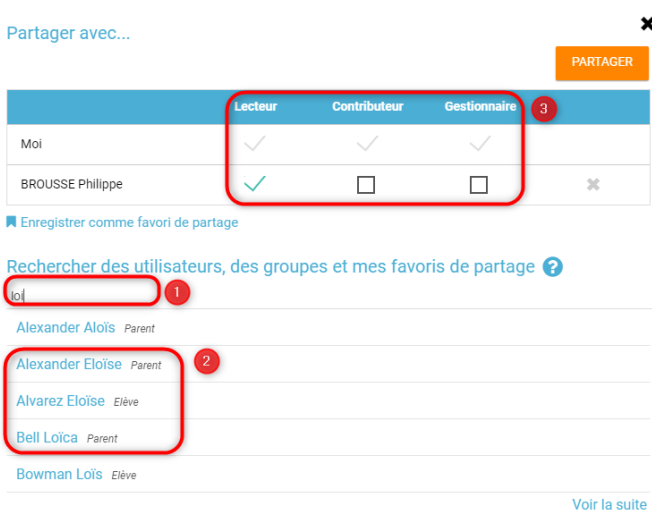 Partager avec...
PARTAGER
Lecteur Contributeur Gestionnaire 3
Moi
BROUSSE Philippe
Enregistrer comme favori de partage
Rechercher des utilisateurs, des groupes et mes favoris de partage ?
loi 1
Alexander Aloïs Parent
Alexander Eloïse Parent 2
Alvarez Eloïse Elève
Bell Loïca Parent
Bowman Loïs Elève
Voir la suite